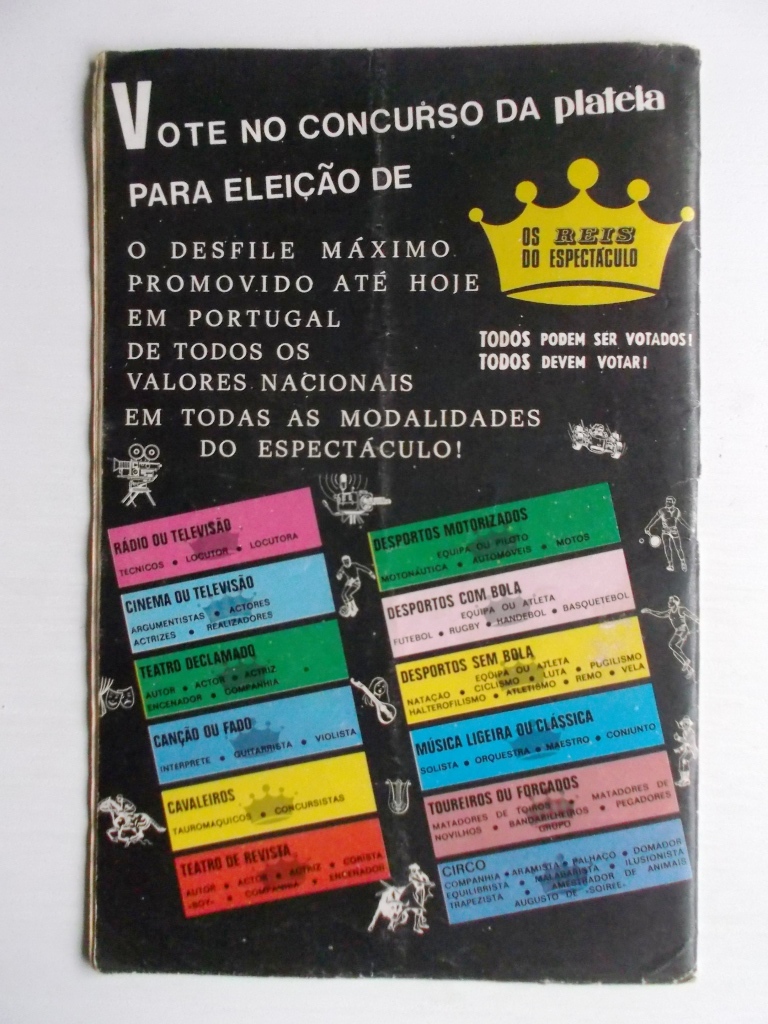 VOTE NO CONCURSO DA plateia
PARA ELEIÇÃO DE
OS REIS
DO ESPECTÁCULO
O DESFILE MÁXIMO
PROMOVIDO ATÉ HOJE
EM PORTUGAL
DE TODOS OS
VALORES NACIONAIS
EM TODAS AS MODALIDADES
DO ESPECTÁCULO!
TODOS PODEM SER VOTADOS!
TODOS DEVEM VOTAR!
RÁDIO OU TELEVISÃO
TECNICOS • LOCUTOR • LOCUTORA
CINEMA OU TELEVISÃO
ARGUMENTISTAS • ACTORES
ACTRIZES • REALIZADORES
TEATRO DECLAMADO
AUTOR • ACTOR • ACTRIZ
ENCENADOR • COMPANHIA
CANÇÃO OU FADO
INTERPRETE • GUITARRISTA • VIOLISTA
CAVALEIROS
TAUROMAQUICOS • CONCURSISTAS
TEATRO DE REVISTA
AUTOR • ACTOR • ACTRIZ • CORISTA
«BOY» • COMPANHIA • ENCENADOR
DESPORTOS MOTORIZADOS
EQUIPA OU PILOTO
MOTONÁUTICA • AUTOMÓVEIS • MOTOS
DESPORTOS COM BOLA
EQUIPA OU ATLETA
FUTEBOL • RUGBY • HANDEBOL • BASQUETEBOL
DESPORTOS SEM BOLA
EQUIPA OU ATLETA
NATAÇÃO • CICLISMO • LUTA • PUGILISMO
HALTEROFILISMO • ATLETISMO • REMO • VELA
MÚSICA LIGEIRA OU CLÁSSICA
SOLISTA • ORQUESTRA • MAESTRO • CONJUNTO
TOUREIROS OU FORCADOS
MATADORES DE TOIROS • MATADORES DE
NOVILHOS • BANDARILHEIROS • PEGADORES
GRUPO
CIRCO
COMPANHIA • ARAMISTA • PALHAÇO • DOMADOR
EQUILIBRISTA • MALABARISTA • ILUSIONISTA
TRAPEZISTA • AMESTRADOR DE ANIMAIS
AUGUSTO DE «SOIRÉE»